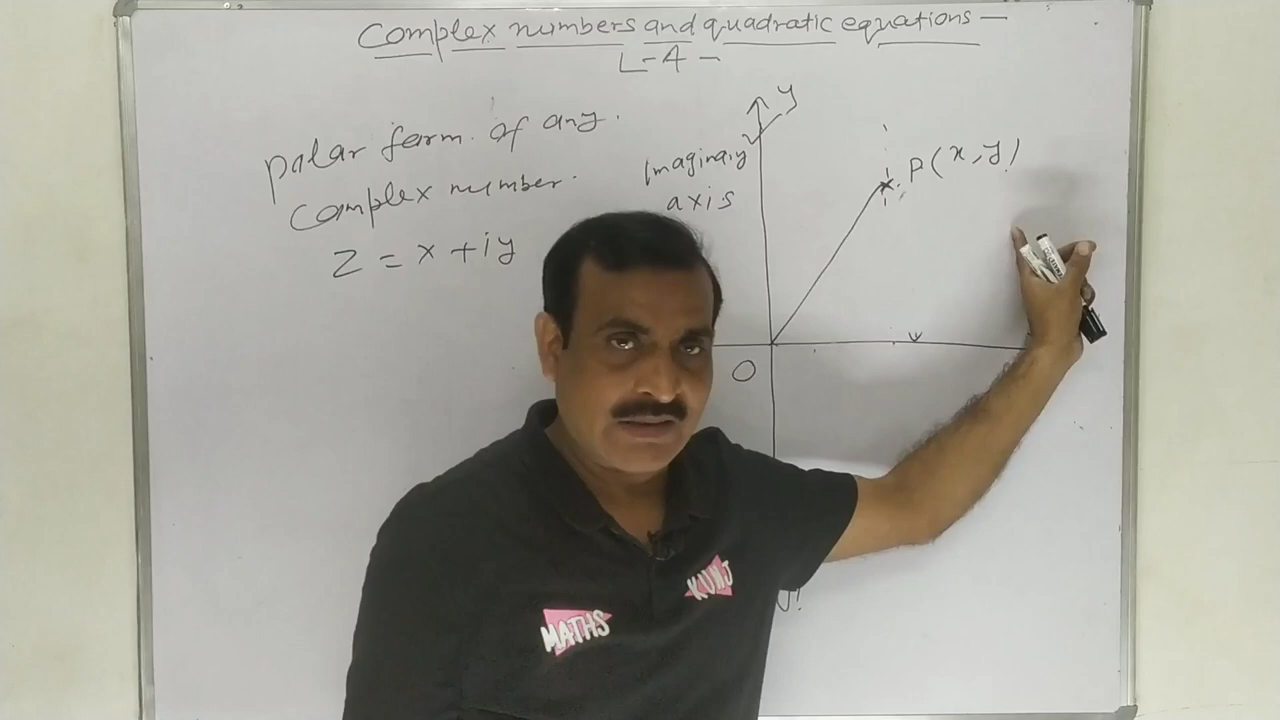 Complex numbers and quadratic equations —
L-4 —
polar form of any
complex number.
Z = x + iy
y
Imaginary
axis
P(x, y)
O
MATHS
KUNJ